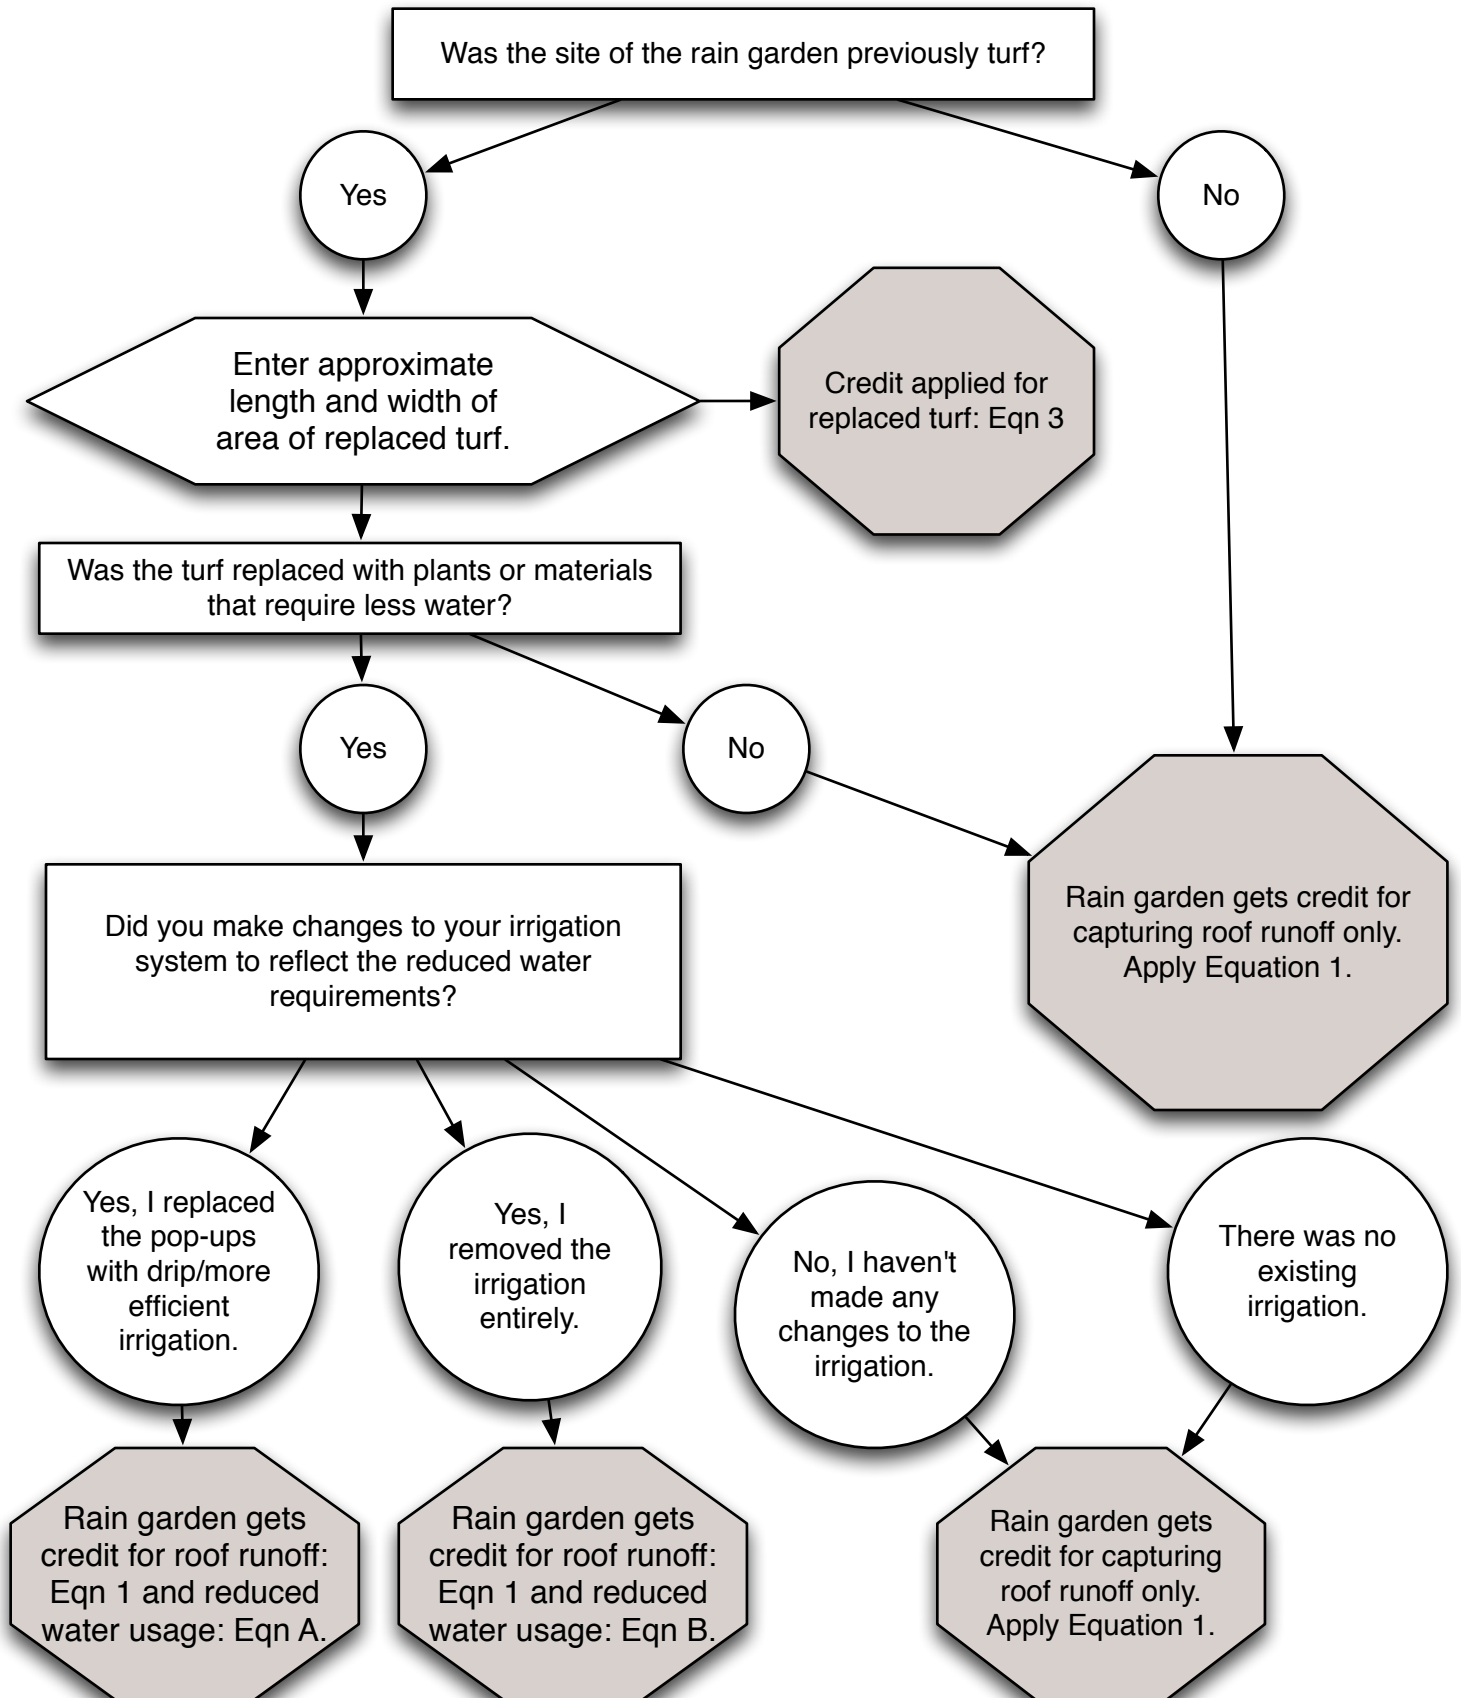 Was the site of the rain garden previously turf?
Yes
No
Enter approximate
length and width of
area of replaced turf.
Credit applied for
replaced turf: Eqn 3
Was the turf replaced with plants or materials
that require less water?
Yes
No
Rain garden gets credit for
capturing roof runoff only.
Apply Equation 1.
Did you make changes to your irrigation
system to reflect the reduced water
requirements?
Yes, I replaced
the pop-ups
with drip/more
efficient
irrigation.
Yes, I
removed the
irrigation
entirely.
No, I haven't
made any
changes to the
irrigation.
There was no
existing
irrigation.
Rain garden gets
credit for roof runoff:
Eqn 1 and reduced
water usage: Eqn A.
Rain garden gets
credit for roof runoff:
Eqn 1 and reduced
water usage: Eqn B.
Rain garden gets
credit for capturing
roof runoff only.
Apply Equation 1.